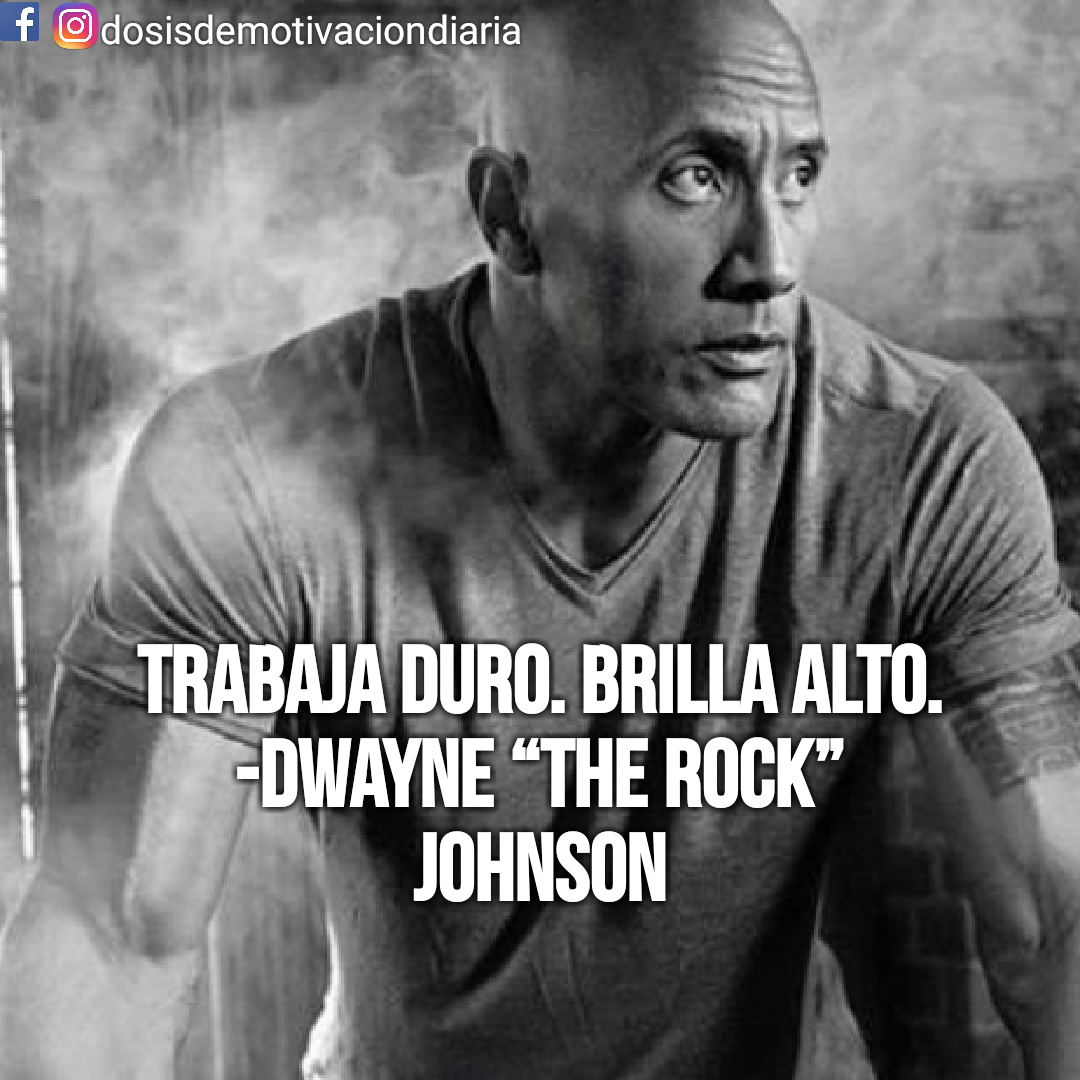 dosisdemotivaciondiaria
TRABAJA DURO. BRILLA ALTO.
-DWAYNE “THE ROCK”
JOHNSON